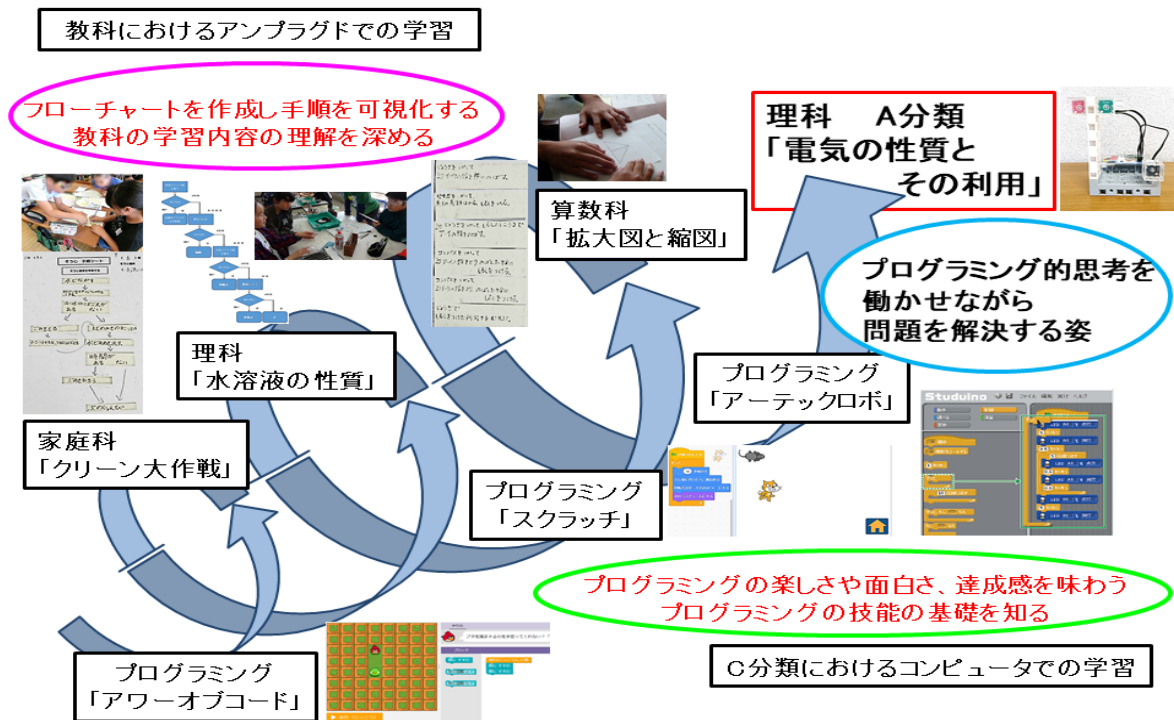 教科におけるアンプラグドでの学習
フローチャートを作成し手順を可視化する
教科の学習内容の理解を深める
理科　A分類
「電気の性質と
その利用」
算数科
「拡大図と縮図」
プログラミング的思考を
働かせながら
問題を解決する姿
理科
「水溶液の性質」
プログラミング
「アーテックロボ」
Studuino
家庭科
「クリーン大作戦」
プログラミング
「スクラッチ」
プログラミングの楽しさや面白さ、達成感を味わう
プログラミングの技能の基礎を知る
プログラミング
「アワーオブコード」
C分類におけるコンピュータでの学習